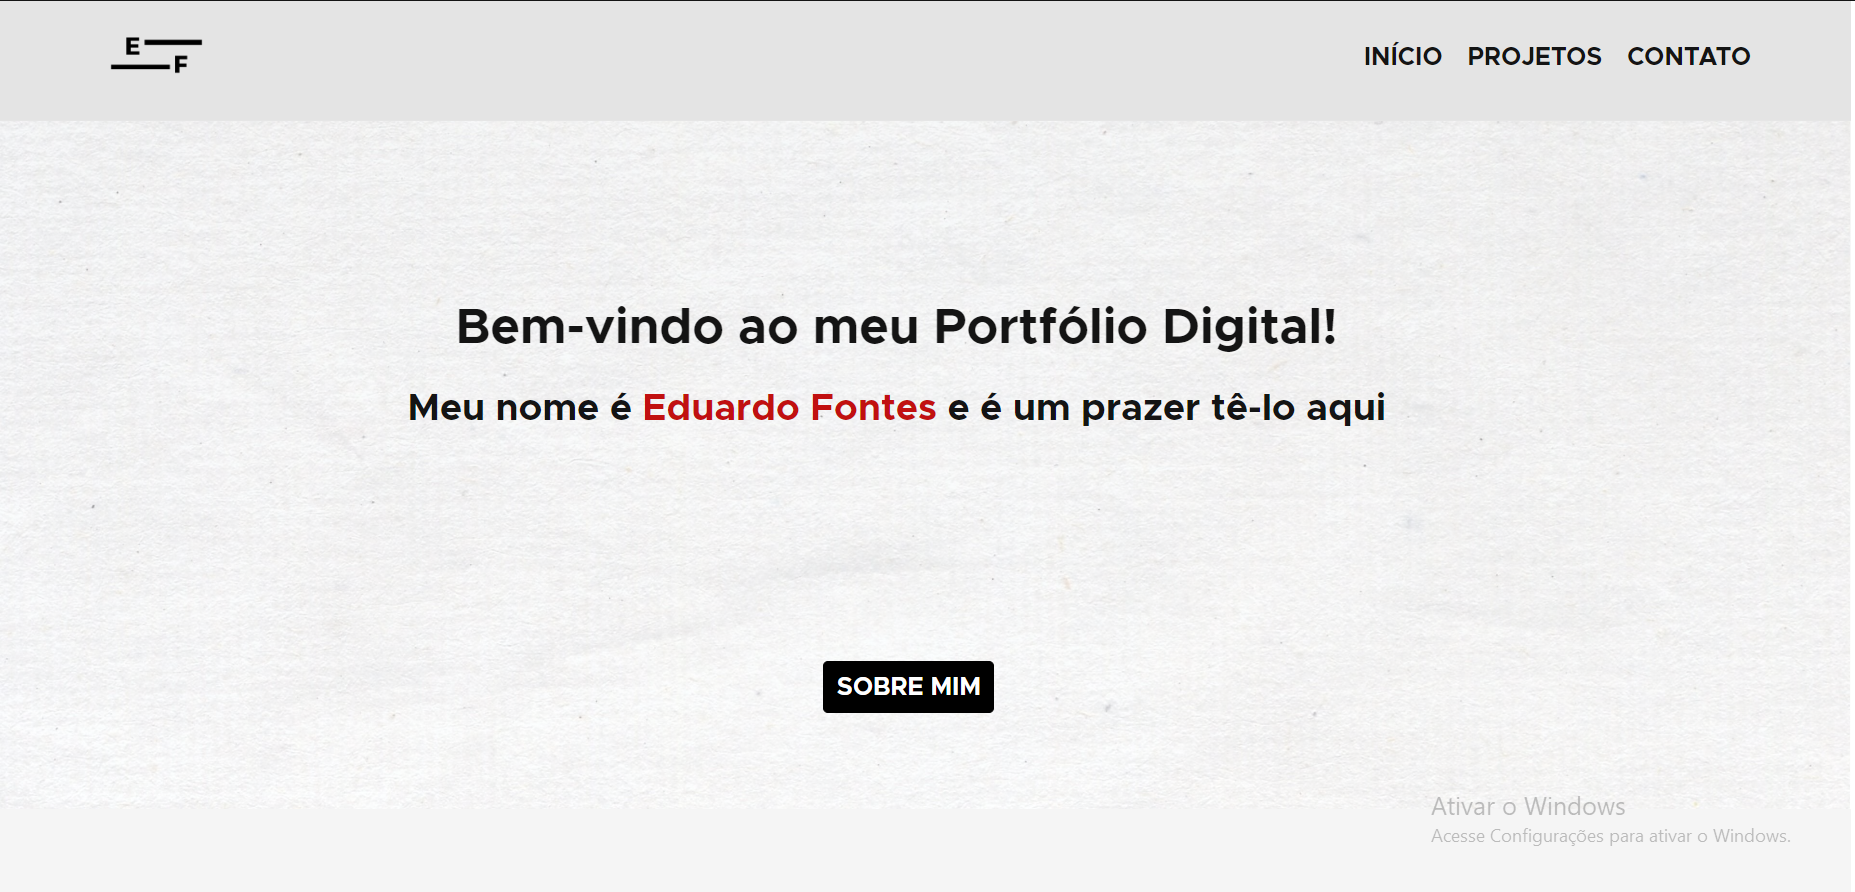 E
F
INÍCIO PROJETOS CONTATO
Bem-vindo ao meu Portfólio Digital!
Meu nome é Eduardo Fontes e é um prazer tê-lo aqui
SOBRE MIM
Ativar o Windows
Acesse Configurações para ativar o Windows.